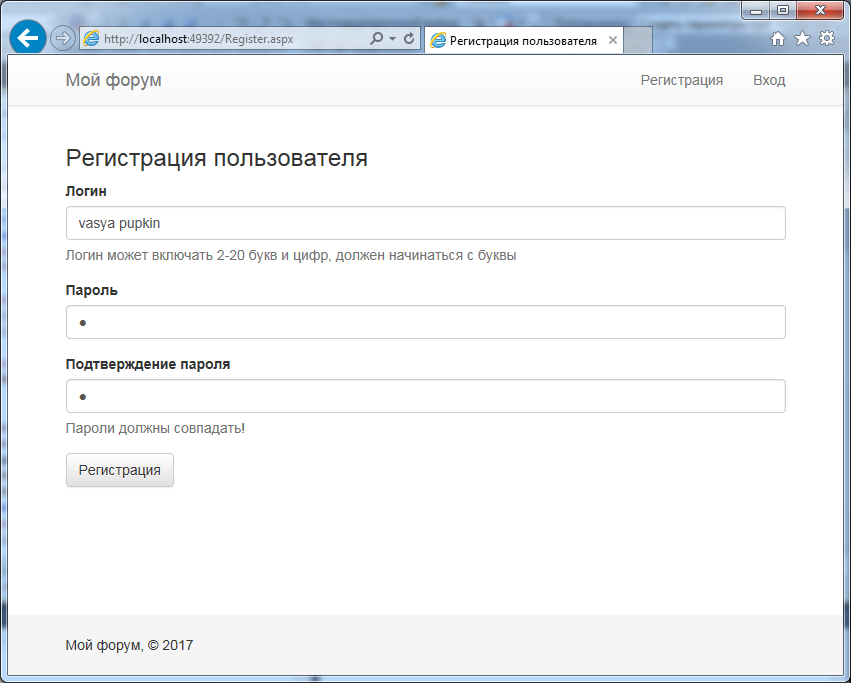 http://localhost:49392/Register.aspx
Регистрация пользователя
Мой форум
Регистрация
Вход
Регистрация пользователя
Логин
vasya pupkin
Логин может включать 2-20 букв и цифр, должен начинаться с буквы
Пароль
●
Подтверждение пароля
●
Пароли должны совпадать!
Регистрация
Мой форум, © 2017